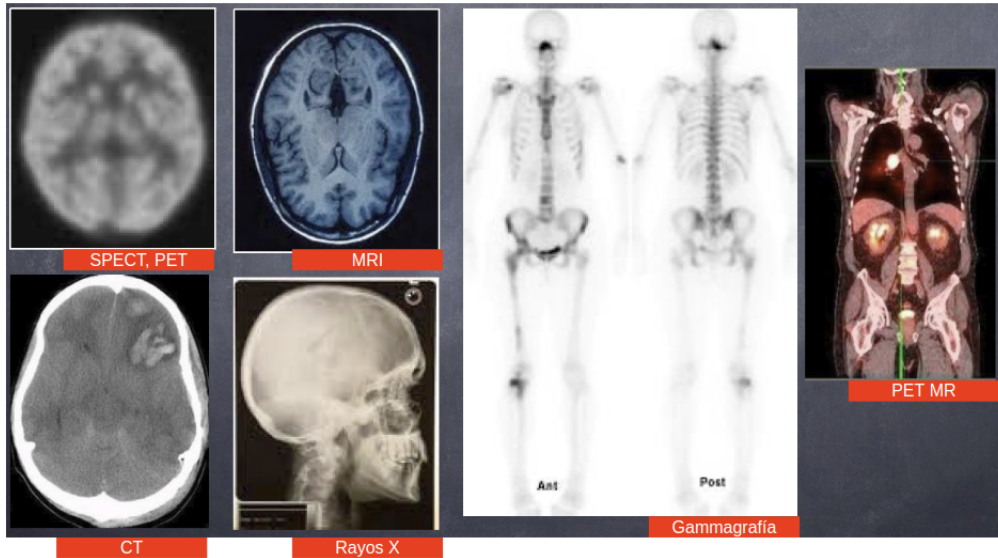 SPECT, PET
MRI
CT
Rayos X
Ant
Post
Gammagrafía
PET MR